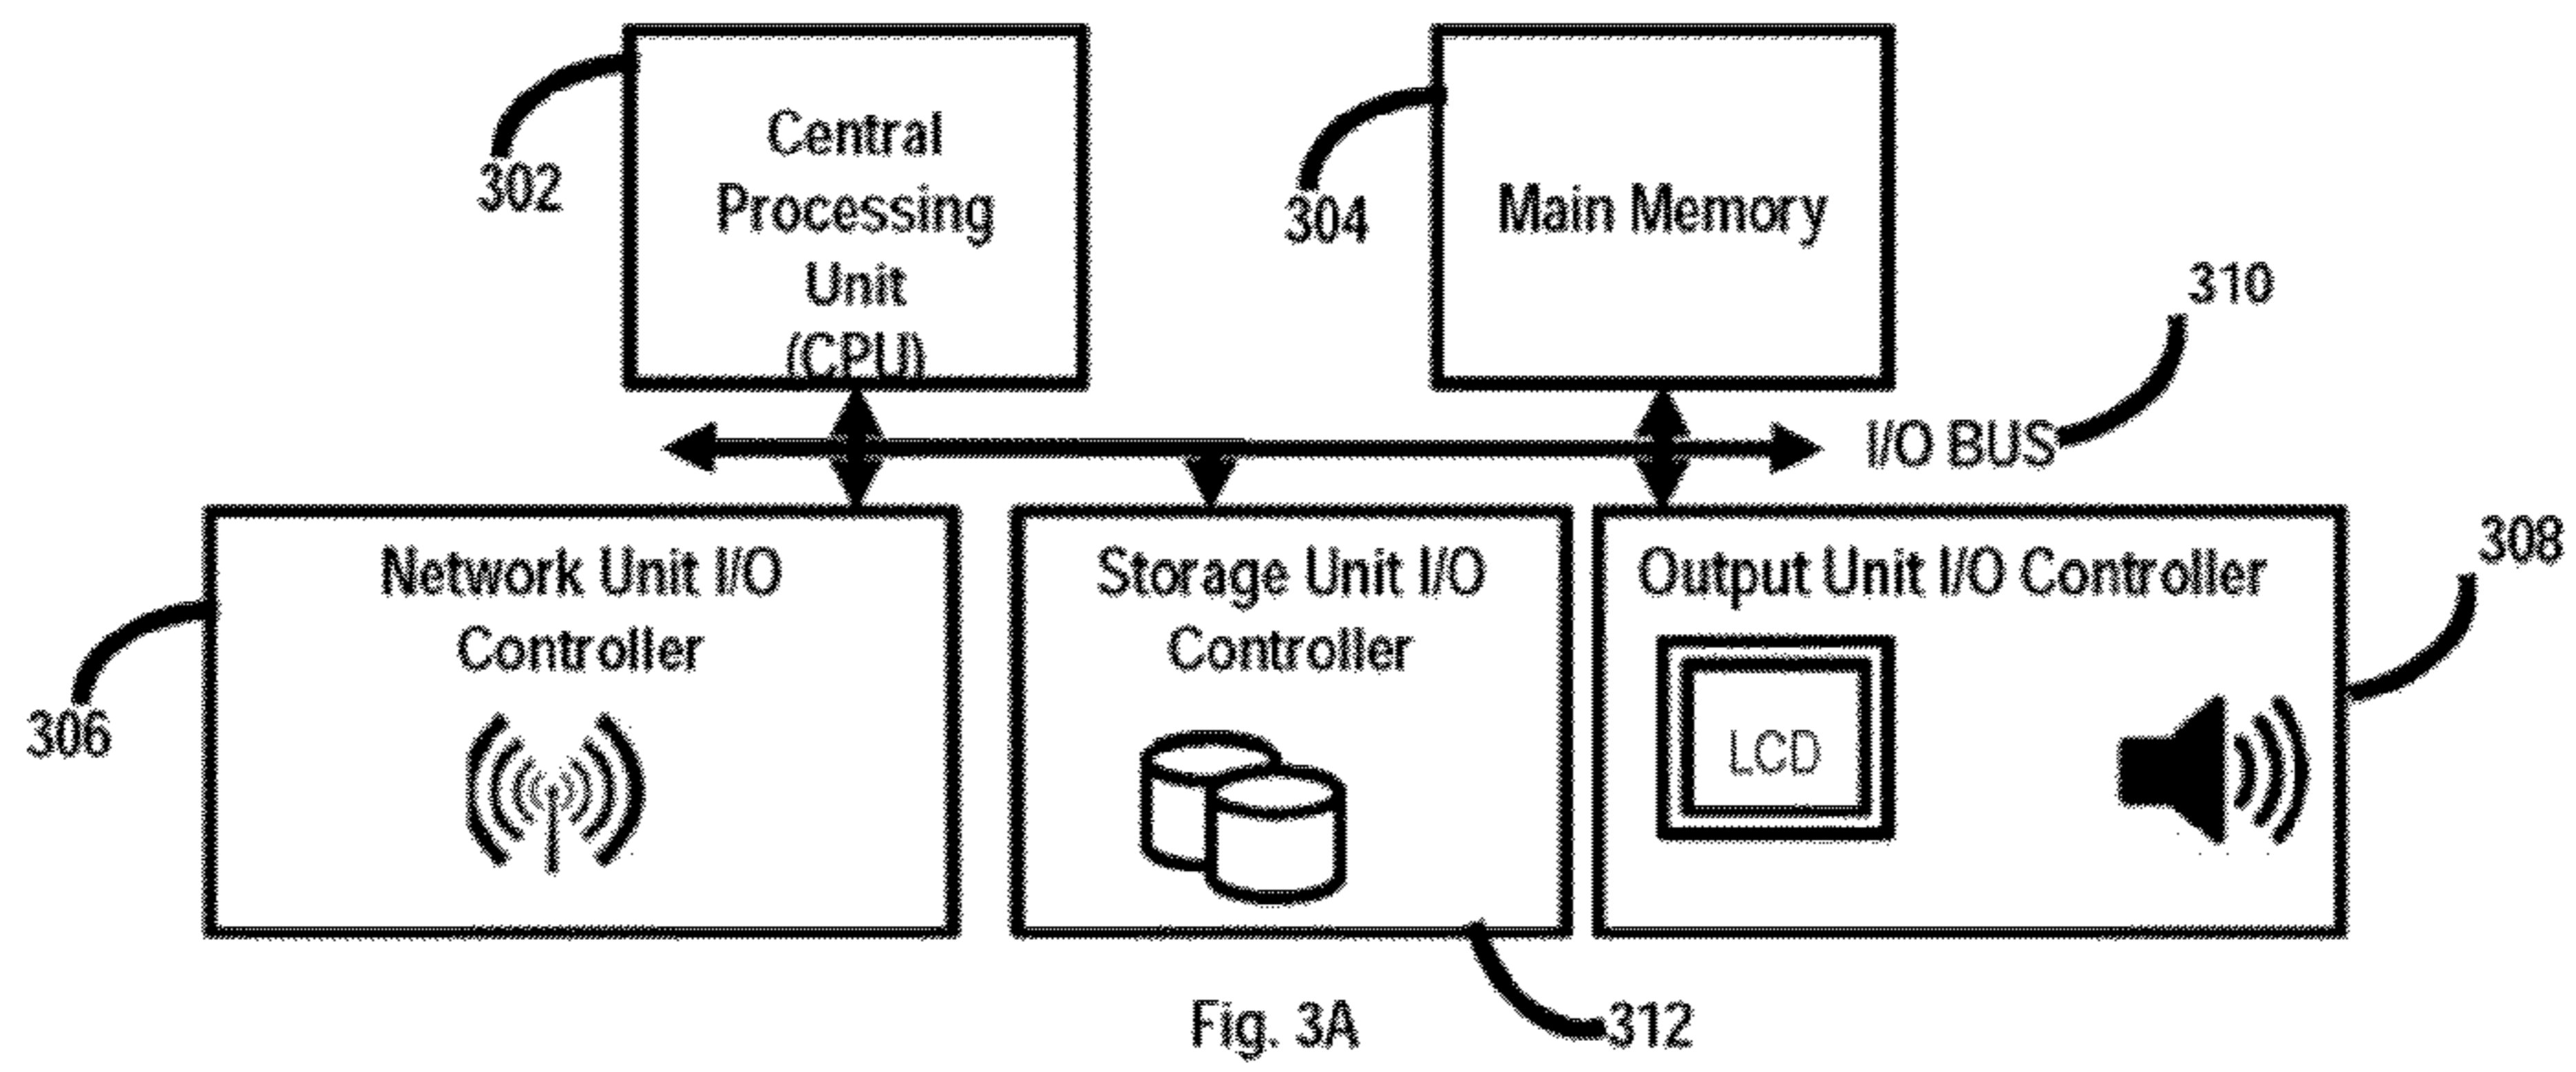 Central
Processing
Unit
(CPU)
302
Main Memory
304
310
I/O BUS
Network Unit I/O
Controller
306
Storage Unit I/O
Controller
Output Unit I/O Controller
LCD
308
312
Fig. 3A